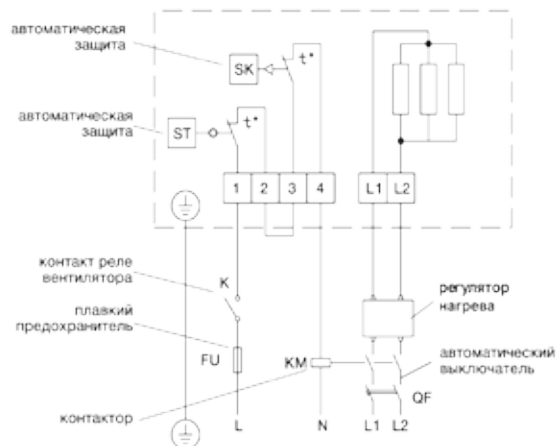 автоматическая
защита
SK
t°
автоматическая
защита
ST
t°
1 2 3 4 L1 L2
контакт реле
вентилятора
K
регулятор
нагрева
плавкий
предохранитель
FU
KM
автоматический
выключатель
QF
контактор
L N L1 L2